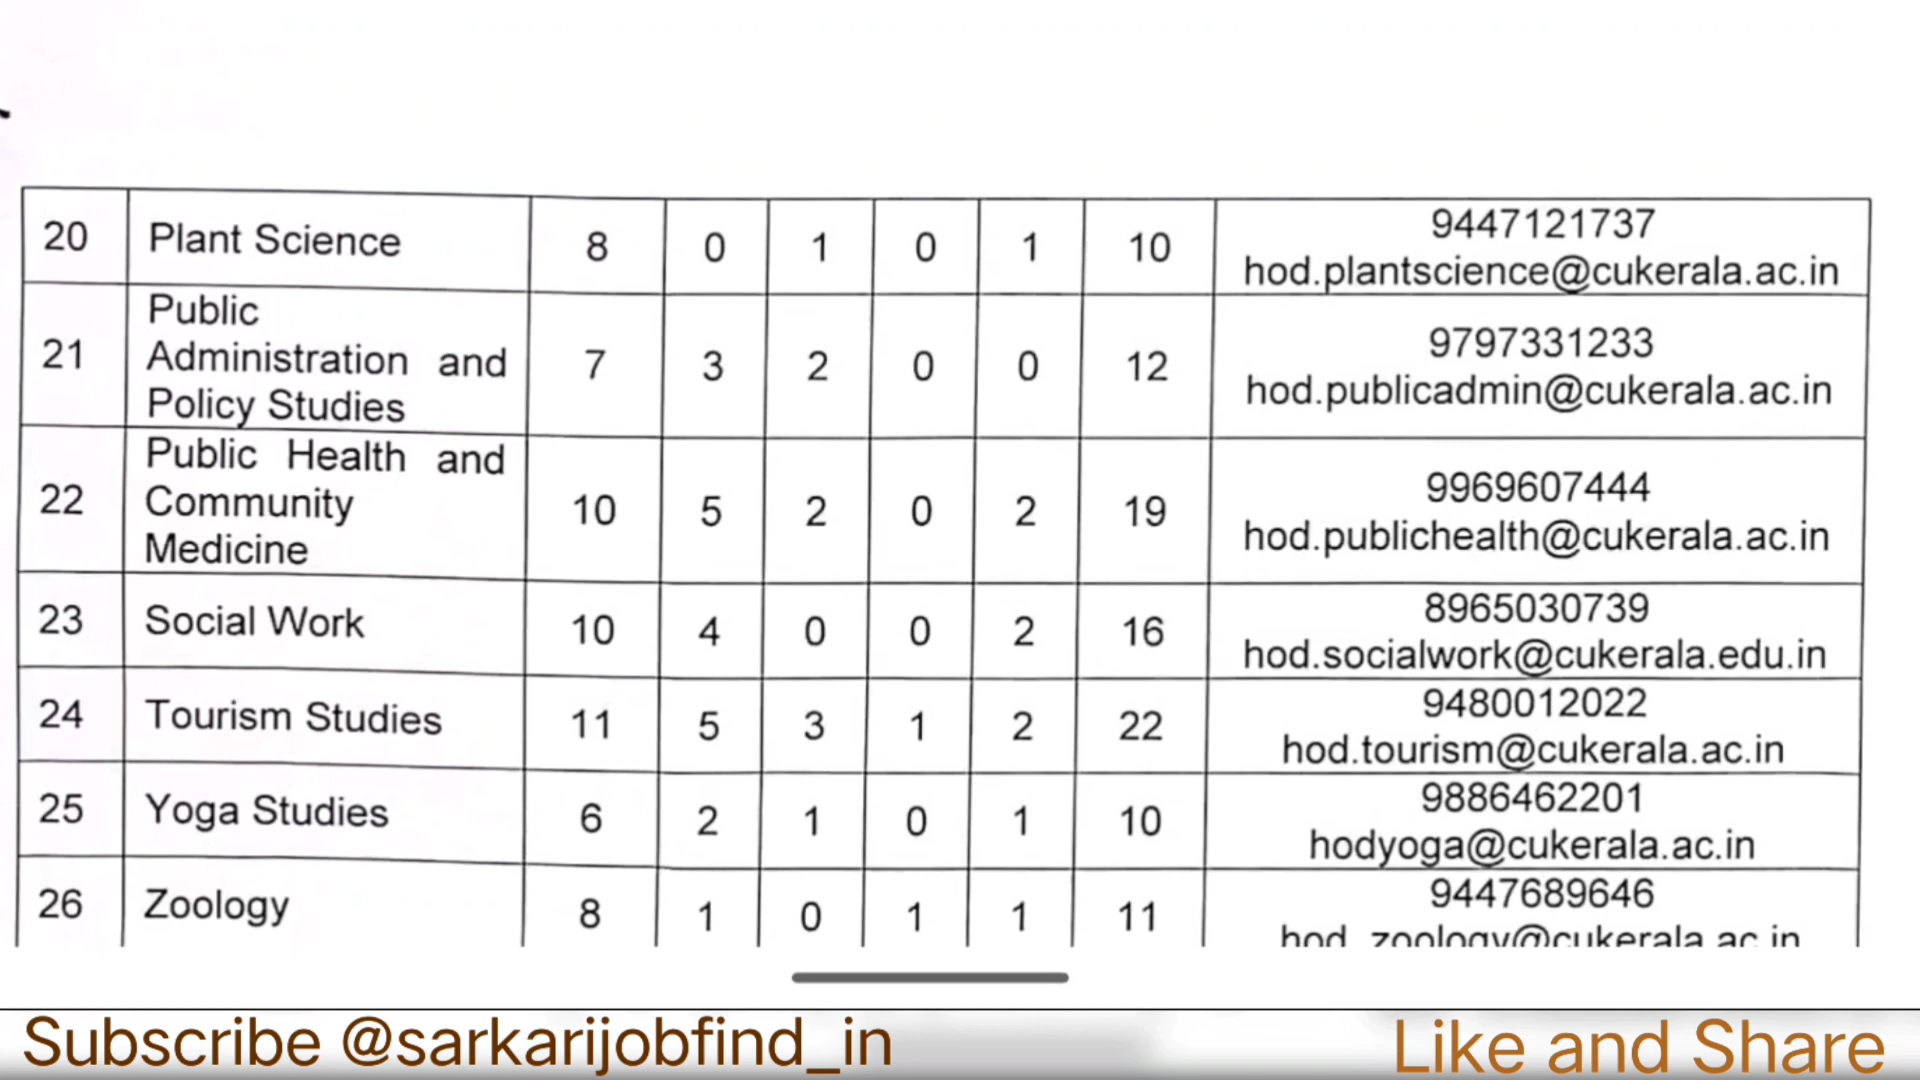 20 Plant Science 8 0 1 0 1 10 9447121737
hod.plantscience@cukerala.ac.in
21 Public
Administration and
Policy Studies 7 3 2 0 0 12 9797331233
hod.publicadmin@cukerala.ac.in
22 Public Health and
Community
Medicine 10 5 2 0 2 19 9969607444
hod.publichealth@cukerala.ac.in
23 Social Work 10 4 0 0 2 16 8965030739
hod.socialwork@cukerala.edu.in
24 Tourism Studies 11 5 3 1 2 22 9480012022
hod.tourism@cukerala.ac.in
25 Yoga Studies 6 2 1 0 1 10 9886462201
hodyoga@cukerala.ac.in
26 Zoology 8 1 0 1 1 11 9447689646
hod_zoology@cukerala.ac.in
Subscribe @sarkarijobfind_in
Like and Share